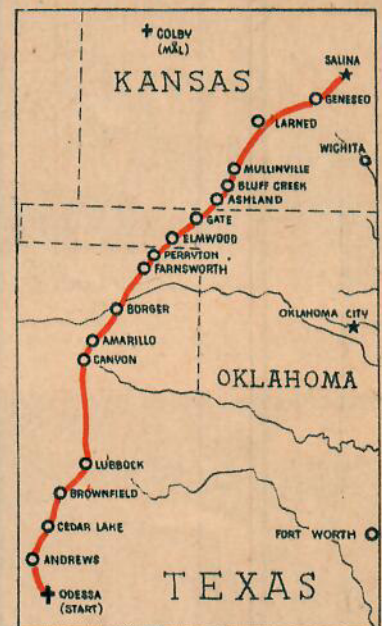 COLBY
(MÅL)
SALINA
KANSAS
GENESEO
LARNED
WICHITA
MULLINVILLE
BLUFF CREEK
ASHLAND
GATE
ELMWOOD
PERRYTON
FARNSWORTH
BORGER
OKLAHOMA CITY
AMARILLO
CANYON
OKLAHOMA
LUBBOCK
BROWNFIELD
CEDAR LAKE
FORT WORTH
ANDREWS
TEXAS
ODESSA
(START)